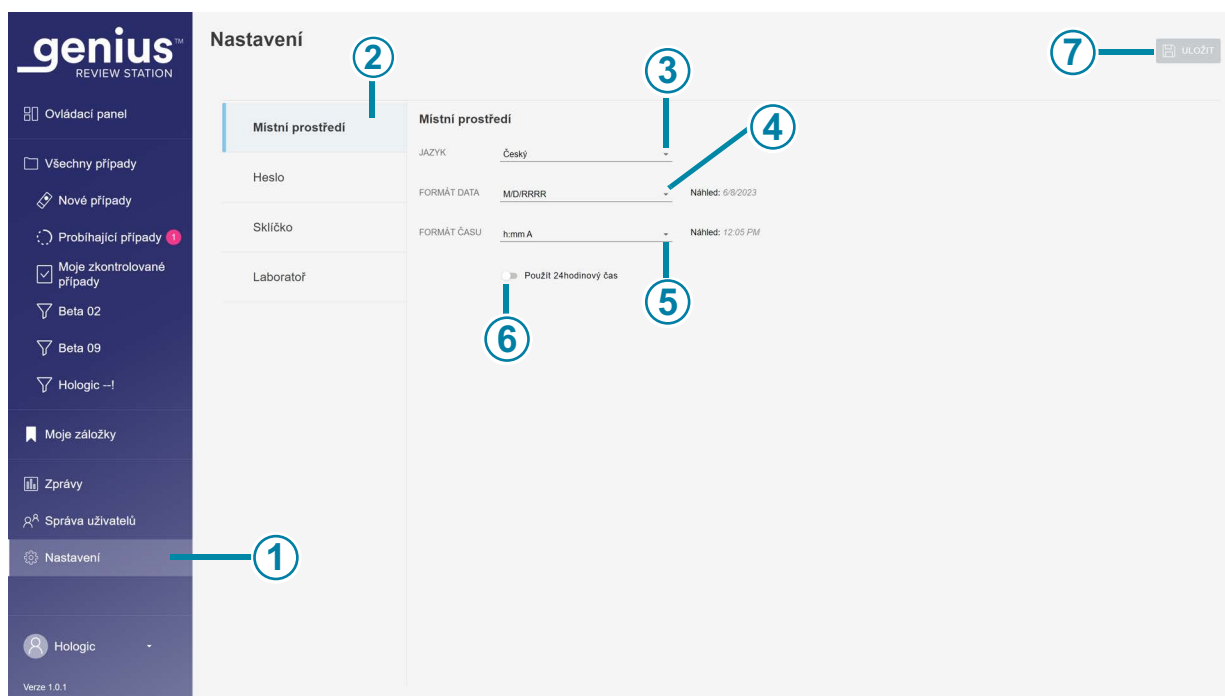 genius™
REVIEW STATION
Ovládací panel
Všechny případy
Nové případy
Probíhající případy 1
Moje zkontrolované
případy
Beta 02
Beta 09
Hologic --!
Moje záložky
Zprávy
Správa uživatelů
Nastavení
Hologic
Verze 1.0.1
Nastavení
ULOŽIT
Místní prostředí
Heslo
Sklíčko
Laboratoř
Místní prostředí
JAZYK Český
FORMÁT DATA M/D/RRRR Náhled: 6/8/2023
FORMÁT ČASU h:mm A Náhled: 12:05 PM
Použít 24hodinový čas
1
2
3
4
5
6
7